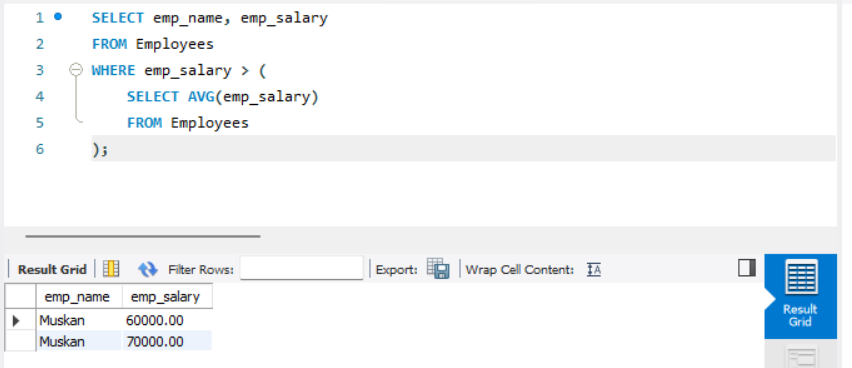 1 SELECT emp_name, emp_salary
2 FROM Employees
3 WHERE emp_salary > (
4 SELECT AVG(emp_salary)
5 FROM Employees
6 );
Result Grid Filter Rows: Export: Wrap Cell Content: IA
emp_name emp_salary
Muskan 60000.00
Muskan 70000.00
Result
Grid